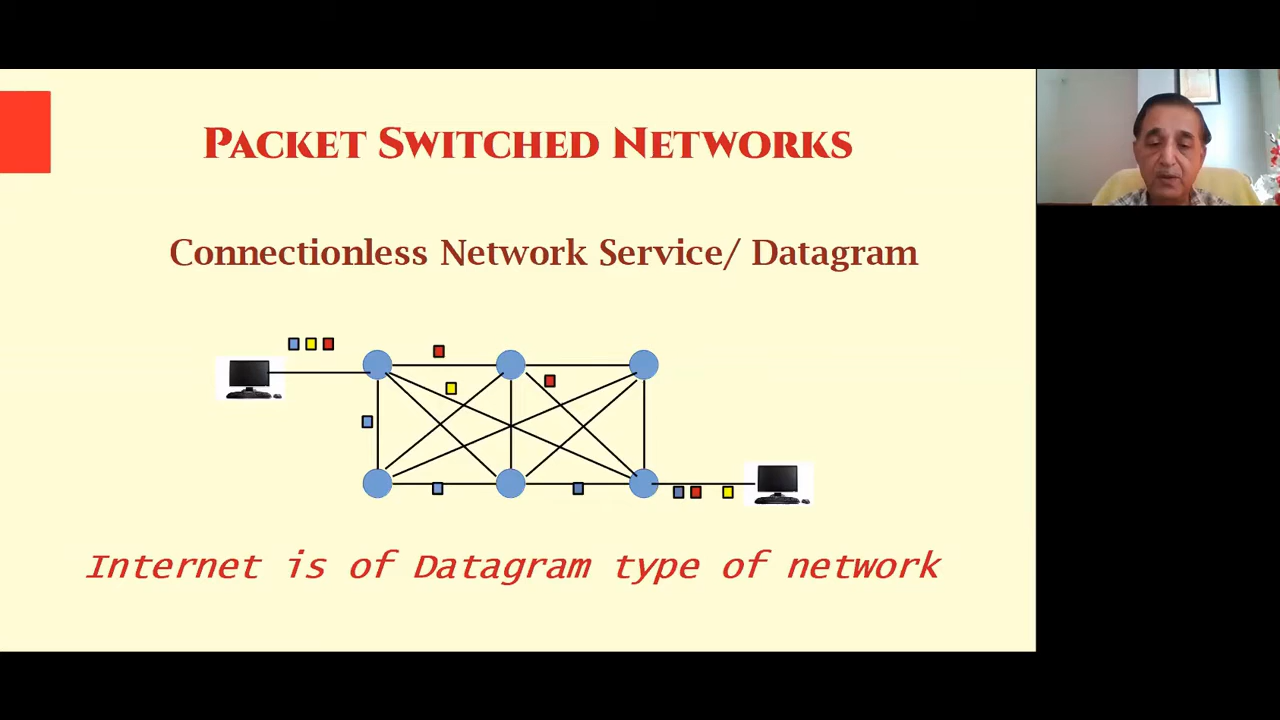 Packet Switched Networks
Connectionless Network Service/ Datagram
Internet is of Datagram type of network